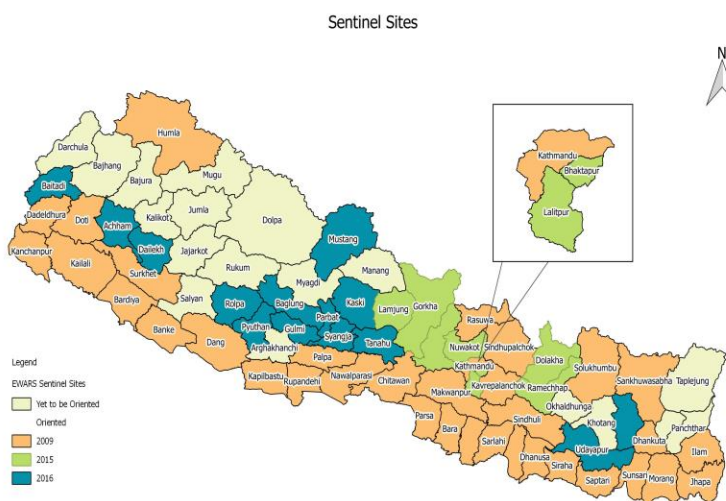 Sentinel Sites
N
Humla
Darchula
Bajhang
Mugu
Bajura
Baitadi
Jumla
Kalikot
Dadeldhura
Doti
Achham
Dolpa
Mustang
Dailekh
Jajarkot
Kanchanpur
Kailali
Rukum
Manang
Surkhet
Myagdi
Salyan
Bardiya
Rolpa
Baglung
Kaski
Lamjung
Gorkha
Parbat
Rasuwa
Banke
Pyuthan
Gulmi
Syangja
Tanahu
Nuwakot
Sindhupalchok
Dang
Arghakhanchi
Palpa
Kathmandu
Dolakha
Solukhumbu
Sankhuwasabha
Taplejung
Kapilbastu
Rupandehi
Nawalparasi
Chitawan
Makwanpur
Kavrepalanchok
Ramechhap
Okhaldhunga
Khotang
Panchthar
Parsa
Bara
Sindhuli
Dhankuta
Udayapur
Ilam
Sarlahi
Dhanusa
Siraha
Saptari
Sunsari
Morang
Jhapa
Kathmandu
Bhaktapur
Lalitpur
Legend
EWARS Sentinel Sites
Yet to be Oriented
Oriented
2009
2015
2016